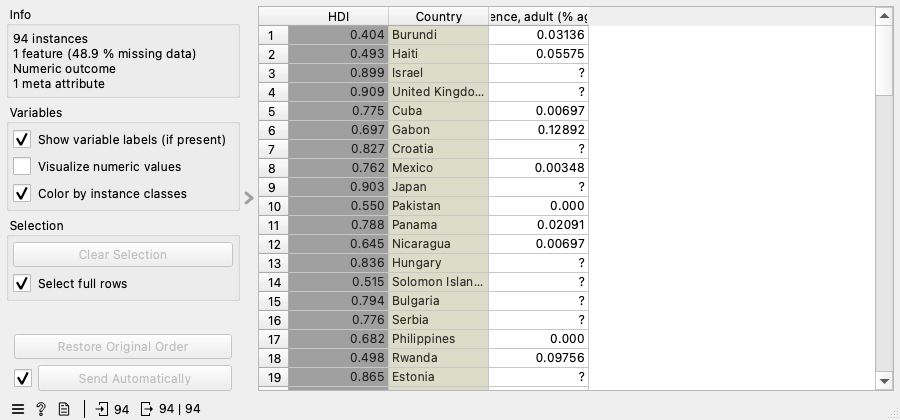 Info
94 instances
1 feature (48.9 % missing data)
Numeric outcome
1 meta attribute
Variables
Show variable labels (if present)
Visualize numeric values
Color by instance classes
Selection
Clear Selection
Select full rows
Restore Original Order
Send Automatically
? 94 94 | 94
HDI Country ence, adult (% ag
1 0.404 Burundi 0.03136
2 0.493 Haiti 0.05575
3 0.899 Israel ?
4 0.909 United Kingdo... ?
5 0.775 Cuba 0.00697
6 0.697 Gabon 0.12892
7 0.827 Croatia ?
8 0.762 Mexico 0.00348
9 0.903 Japan ?
10 0.550 Pakistan 0.000
11 0.788 Panama 0.02091
12 0.645 Nicaragua 0.00697
13 0.836 Hungary ?
14 0.515 Solomon Islan... ?
15 0.794 Bulgaria ?
16 0.776 Serbia ?
17 0.682 Philippines 0.000
18 0.498 Rwanda 0.09756
19 0.865 Estonia ?